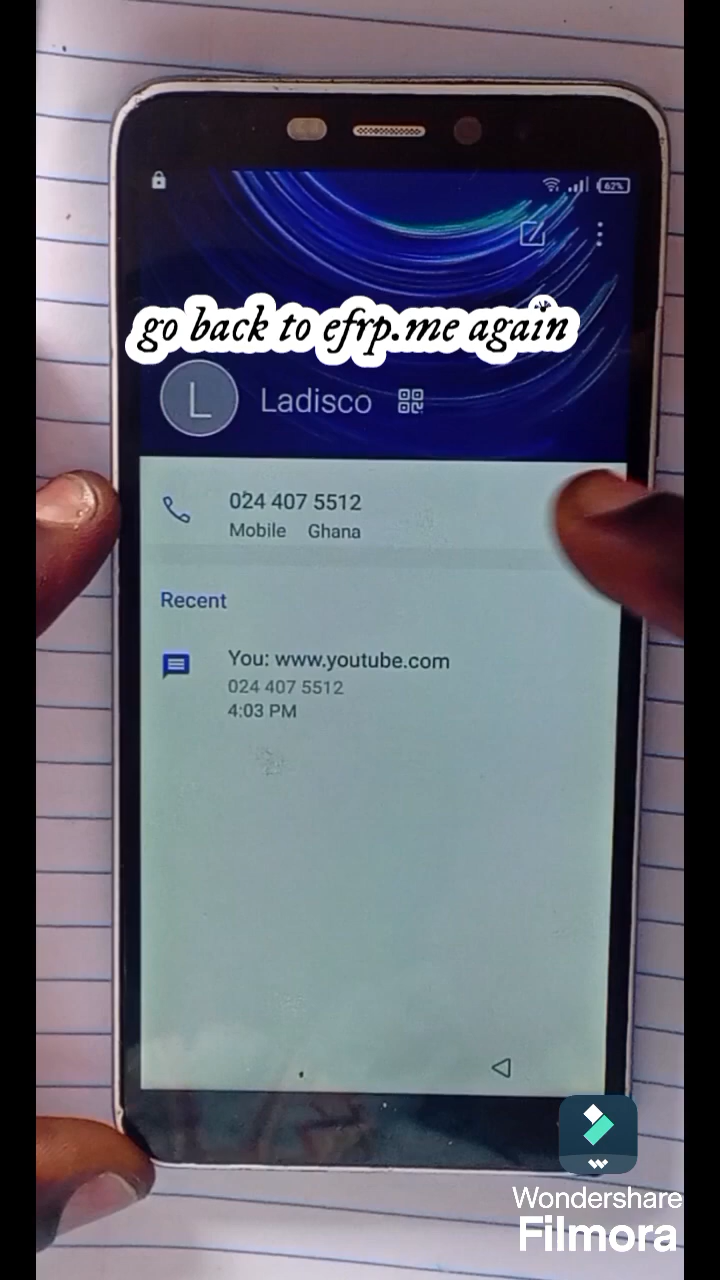 62%
go back to efrp.me again
L
Ladisco
024 407 5512
Mobile Ghana
Recent
You: www.youtube.com
024 407 5512
4:03 PM
Wondershare
Filmora